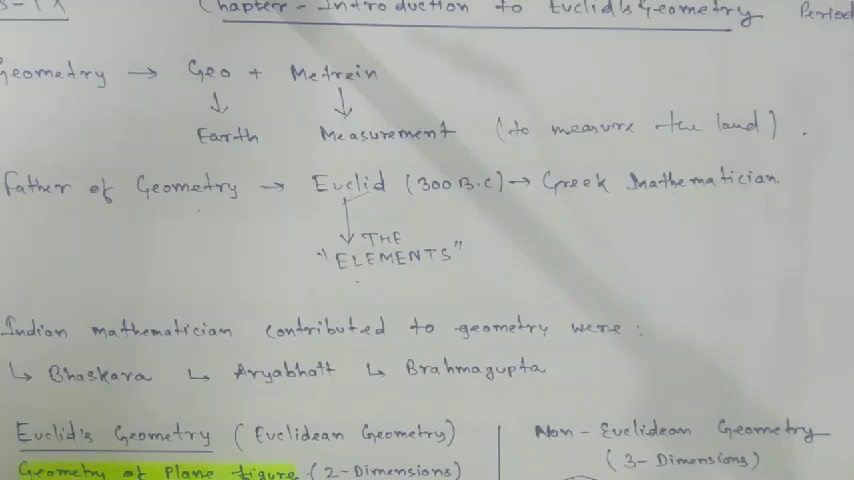 Chapter - Introduction to Euclid's Geometry Period
Geometry → Geo + Metrein
↓ ↓
Earth Measurement (to measure the land).
Father of Geometry → Euclid (300 B.C) → Greek Mathematician.
↓ THE
"ELEMENTS"
Indian mathematician contributed to geometry were :
↳ Bhaskara ↳ Aryabhatt ↳ Brahmagupta
Euclid's Geometry (Euclidean Geometry)
Geometry of Plane figure (2-Dimensions)
Non-Euclidean Geometry
(3-Dimensions)